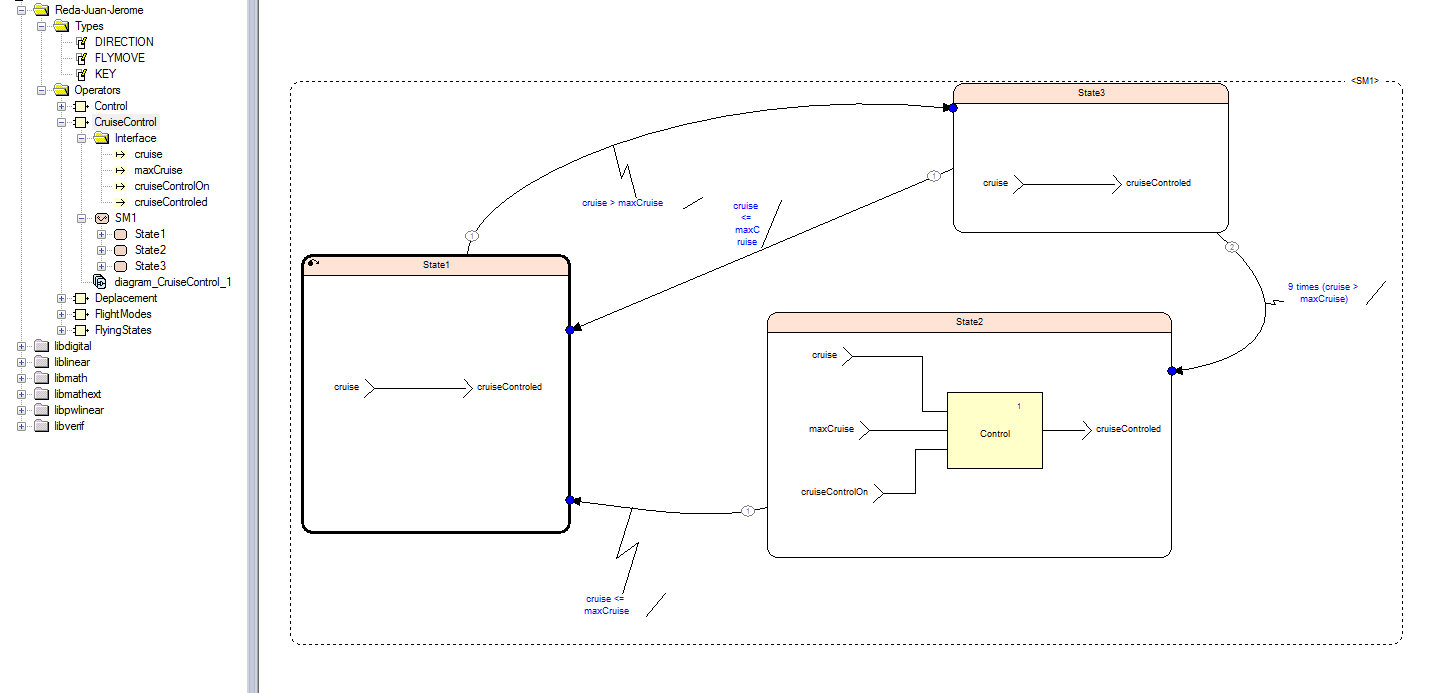 Reda-Juan-Jerome
Types
DIRECTION
FLYMOVE
KEY
Operators
Control
CruiseControl
Interface
cruise
maxCruise
cruiseControlOn
cruiseControled
SM1
State1
State2
State3
diagram_CruiseControl_1
Deplacement
FlightModes
FlyingStates
libdigital
liblinear
libmath
libmathext
libpwlinear
libverif
<SM1>
State3
cruise
cruiseControled
1
2
cruise > maxCruise
cruise
<=
maxC
ruise
1
State1
cruise
cruiseControled
9 times (cruise >
maxCruise)
State2
cruise
maxCruise
cruiseControlOn
1
Control
cruiseControled
1
cruise <=
maxCruise